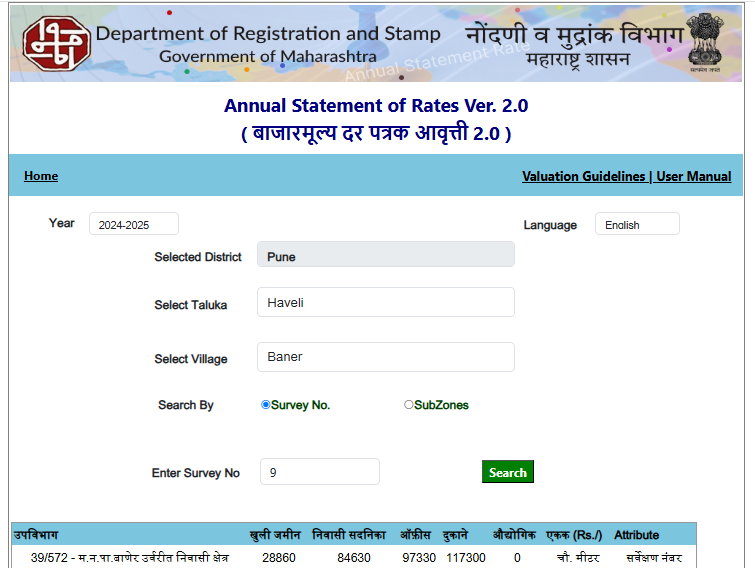 Department of Registration and Stamp
Government of Maharashtra
नोंदणी व मुद्रांक विभाग
महाराष्ट्र शासन
Annual Statement Rate
सत्यमेव जयते
Annual Statement of Rates Ver. 2.0
( बाजारमूल्य दर पत्रक आवृत्ती 2.0 )
Home
Valuation Guidelines | User Manual
Year 2024-2025 Language English
Selected District Pune
Select Taluka Haveli
Select Village Baner
Search By Survey No. SubZones
Enter Survey No 9 Search
उपविभाग खुली जमीन निवासी सदनिका ऑफ़ीस दुकाने औद्योगिक एकक (Rs./) Attribute
39/572 - म.न.पा.बाणेर उर्वरीत निवासी क्षेत्र 28860 84630 97330 117300 0 चौ. मीटर सर्वेक्षण नंबर